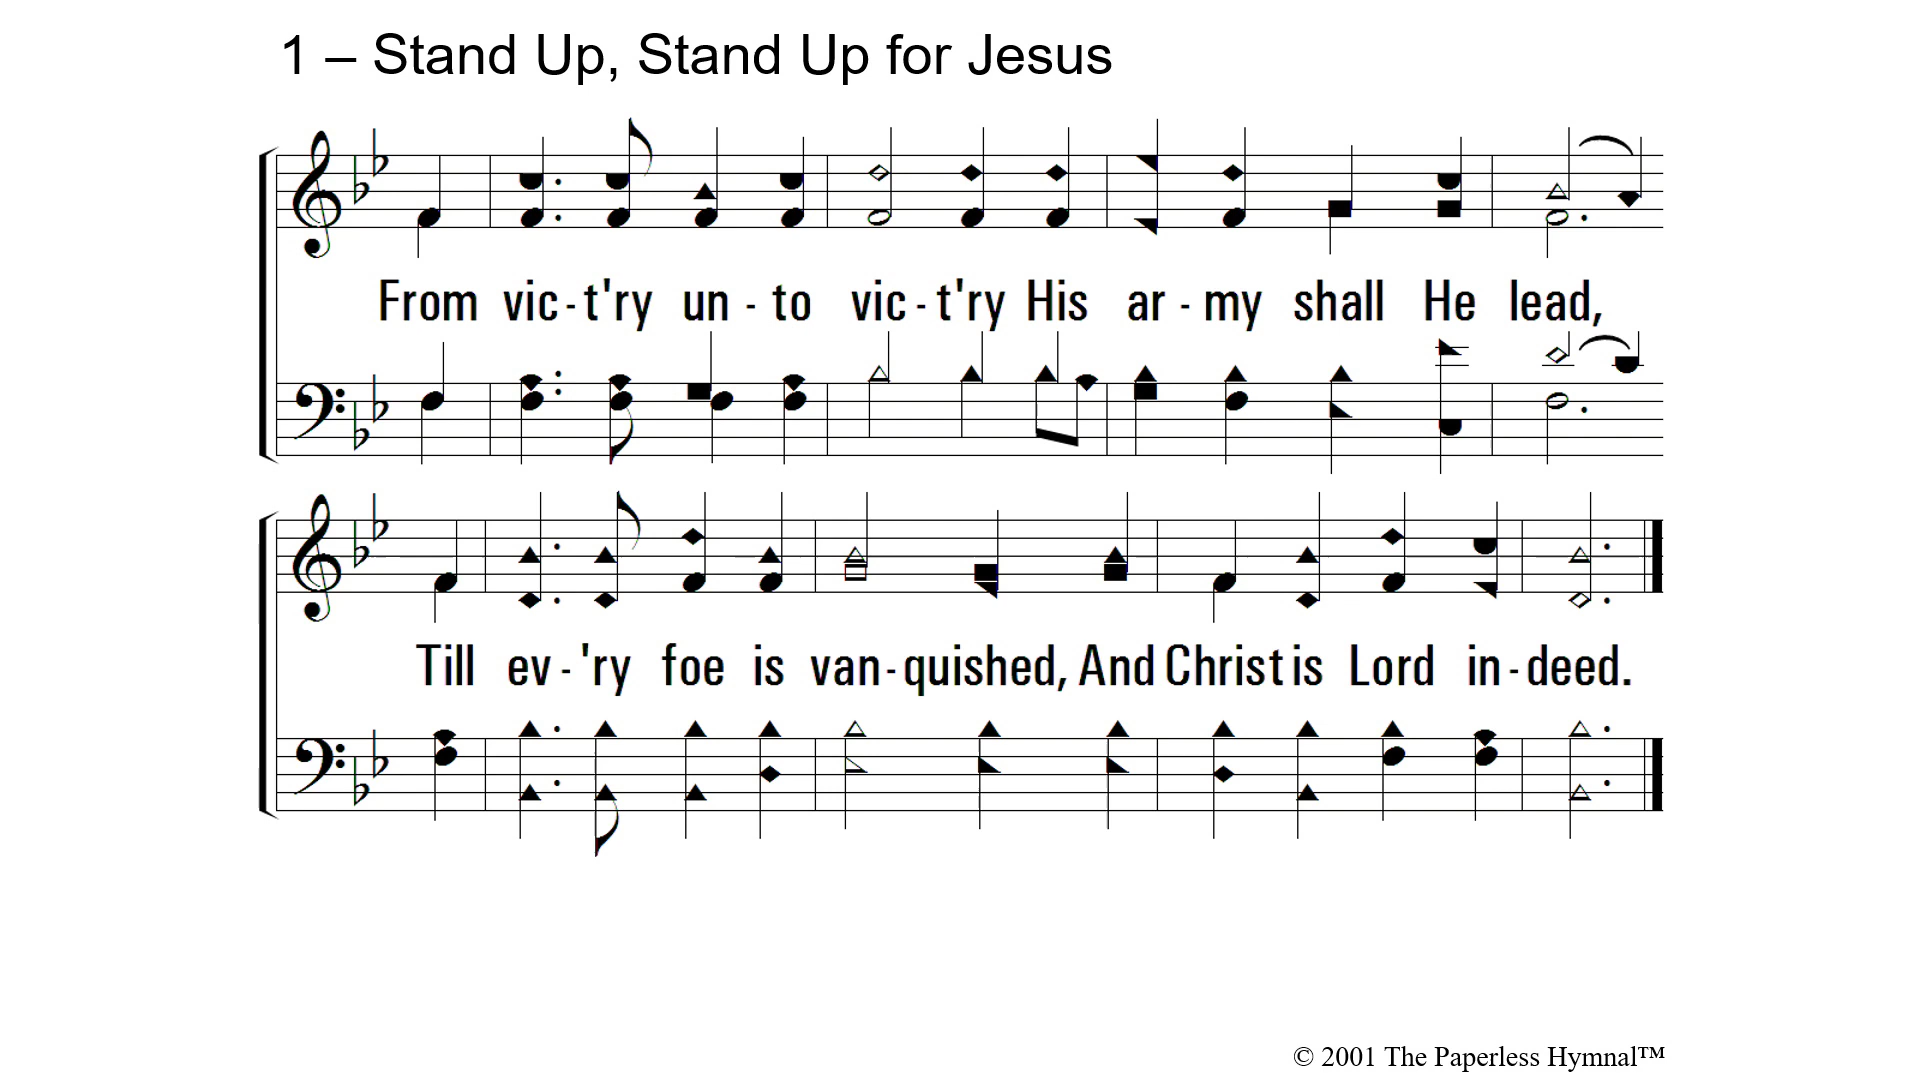 1 – Stand Up, Stand Up for Jesus
From vic-t'ry un-to vic-t'ry His ar-my shall He lead,
Till ev-'ry foe is van-quished, And Christ is Lord in-deed.
© 2001 The Paperless Hymnal™